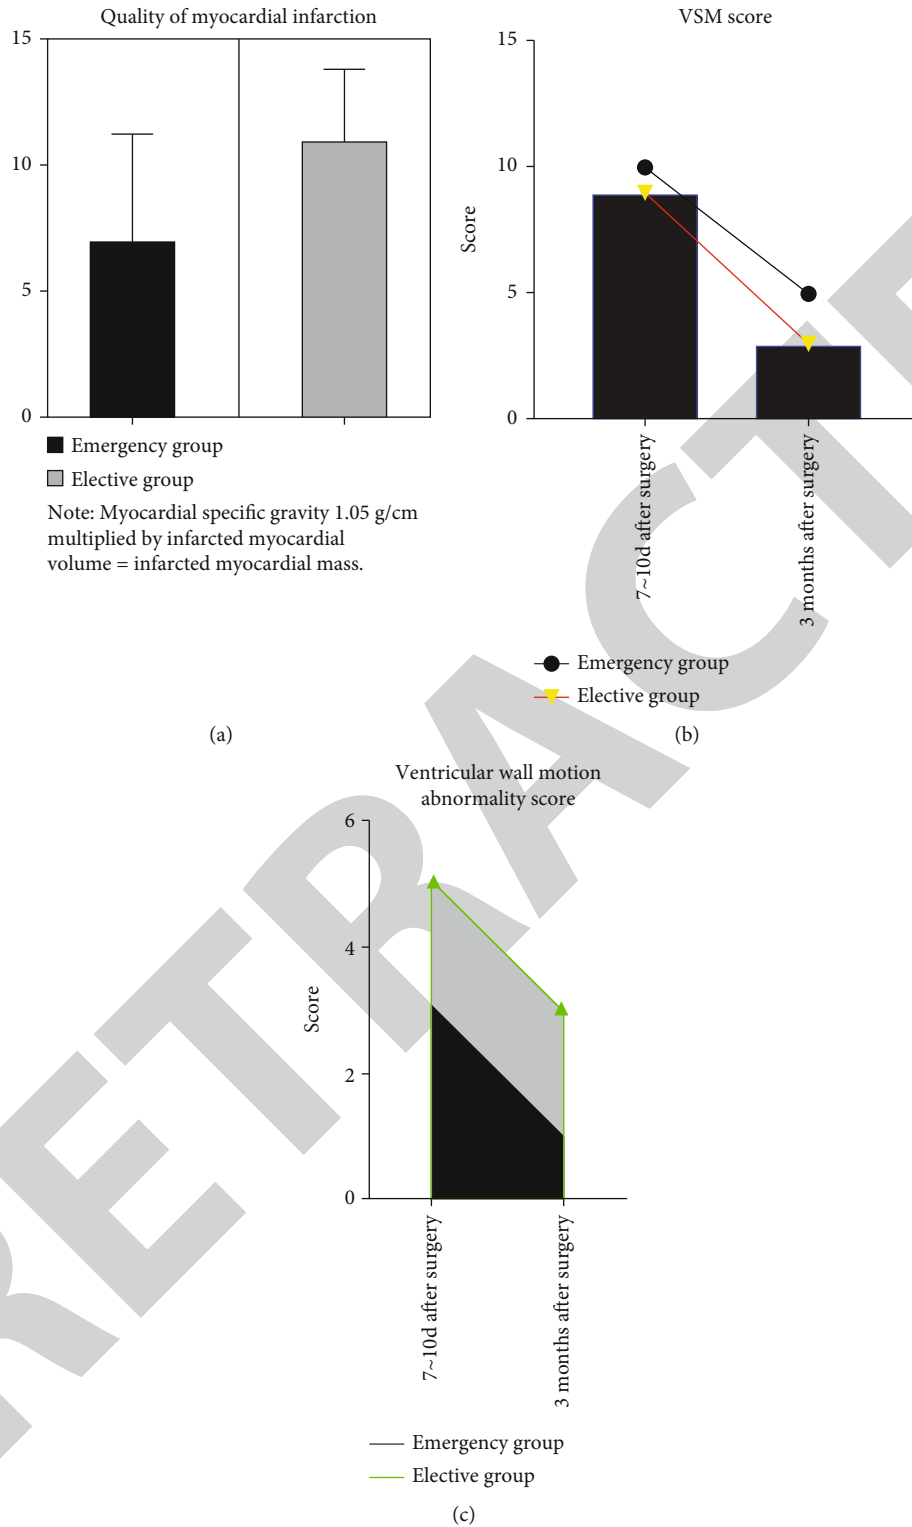 Quality of myocardial infarction
15
10
5
0
Emergency group
Elective group
Note: Myocardial specific gravity 1.05 g/cm
multiplied by infarcted myocardial
volume = infarcted myocardial mass.
(a)
VSM score
15
10
5
0
Score
7~10d after surgery
3 months after surgery
Emergency group
Elective group
(b)
Ventricular wall motion
abnormality score
6
4
2
0
Score
7~10d after surgery
3 months after surgery
Emergency group
Elective group
(c)
RETRACTE